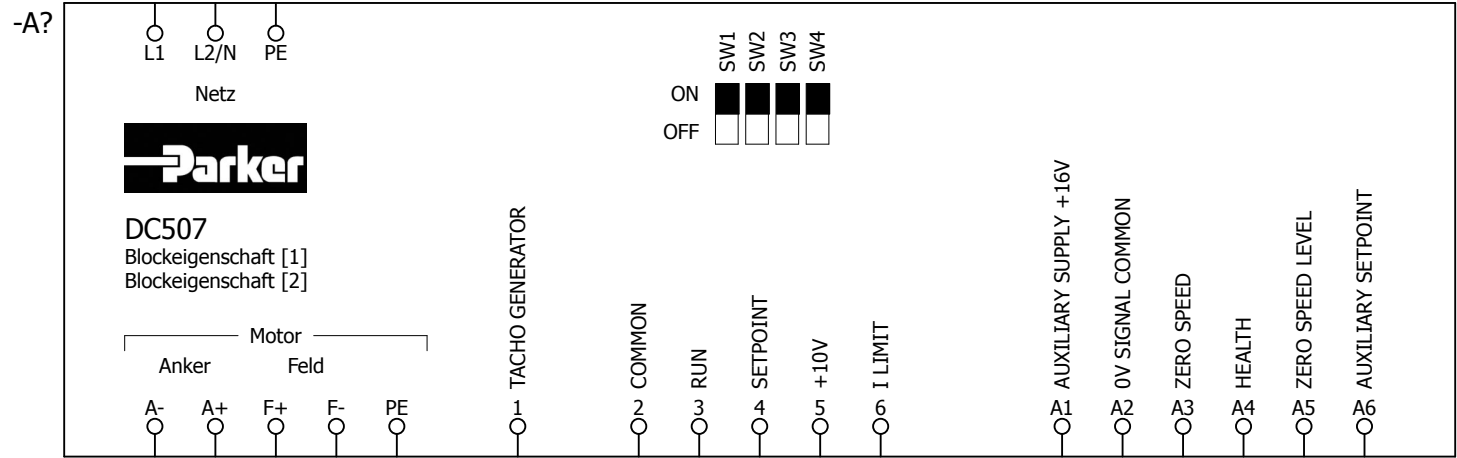 -A?
L1 L2/N PE
Netz
SW1 SW2 SW3 SW4
ON
OFF
Parker
DC507
Blockeigenschaft [1]
Blockeigenschaft [2]
Motor
Anker Feld
A- A+ F+ F- PE
TACHO GENERATOR
COMMON
RUN
SETPOINT
+10V
I LIMIT
1 2 3 4 5 6
AUXILIARY SUPPLY +16V
0V SIGNAL COMMON
ZERO SPEED
HEALTH
ZERO SPEED LEVEL
AUXILIARY SETPOINT
A1 A2 A3 A4 A5 A6